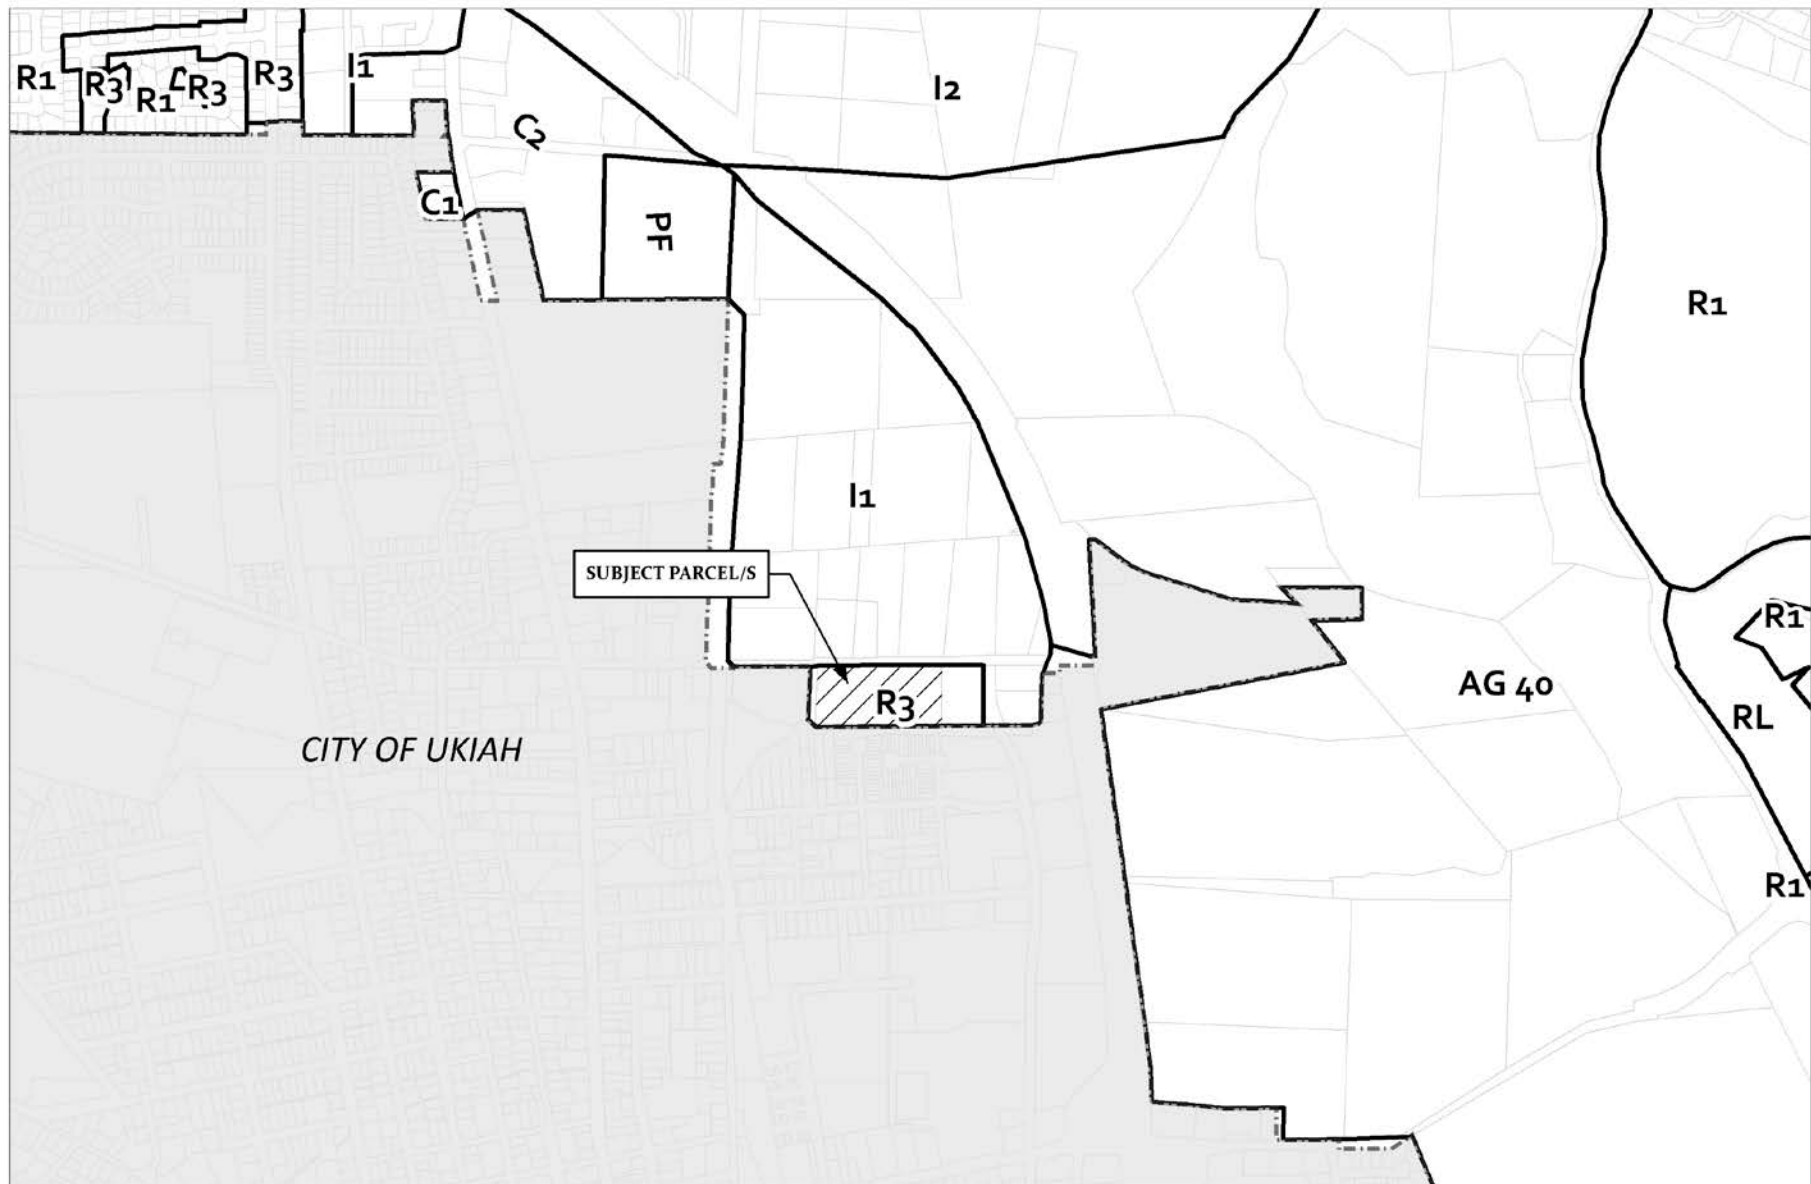 R1
R3
R1
R3
R3
I1
C2
I2
C1
PF
R1
I1
SUBJECT PARCEL/S
R1
AG 40
R3
RL
CITY OF UKIAH
R1